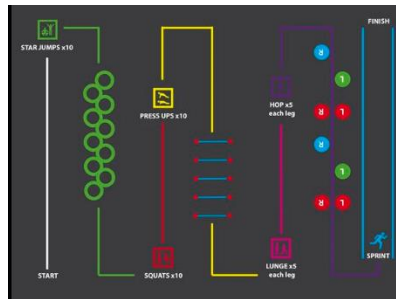 STAR JUMPS x10
START
PRESS UPS x10
SQUATS x10
HOP x5
each leg
LUNGE x5
each leg
R
L
R L
R
L
R L
FINISH
SPRINT